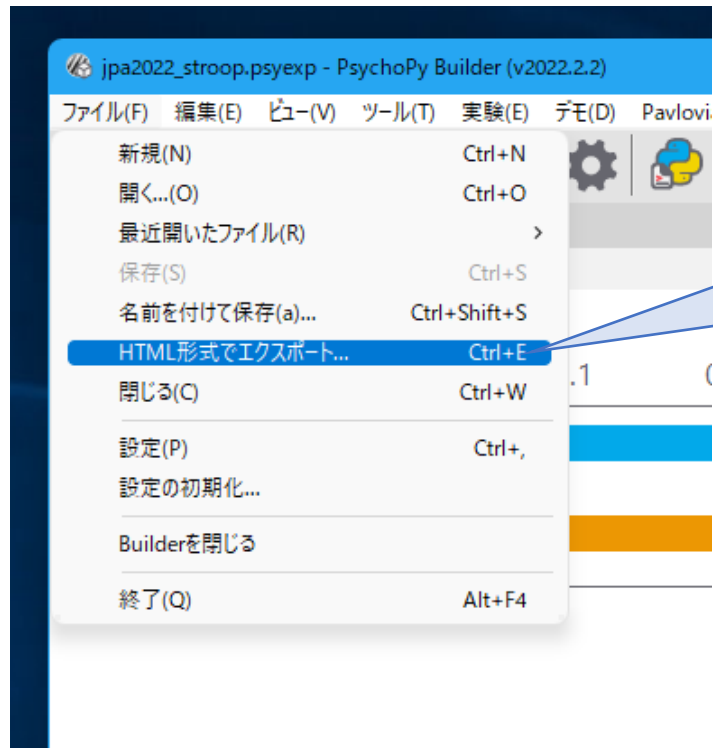 jpa2022_stroop.psyexp - PsychoPy Builder (v2022.2.2)
ファイル(F) 編集(E) ビュー(V) ツール(T) 実験(E) デモ(D)
新規(N) Ctrl+N
開く...(O) Ctrl+O
最近開いたファイル(R)
保存(S) Ctrl+S
名前を付けて保存(a)... Ctrl+Shift+S
HTML形式でエクスポート... Ctrl+E
閉じる(C) Ctrl+W
.1
設定(P) Ctrl+,
設定の初期化...
Builderを閉じる
終了(Q) Alt+F4